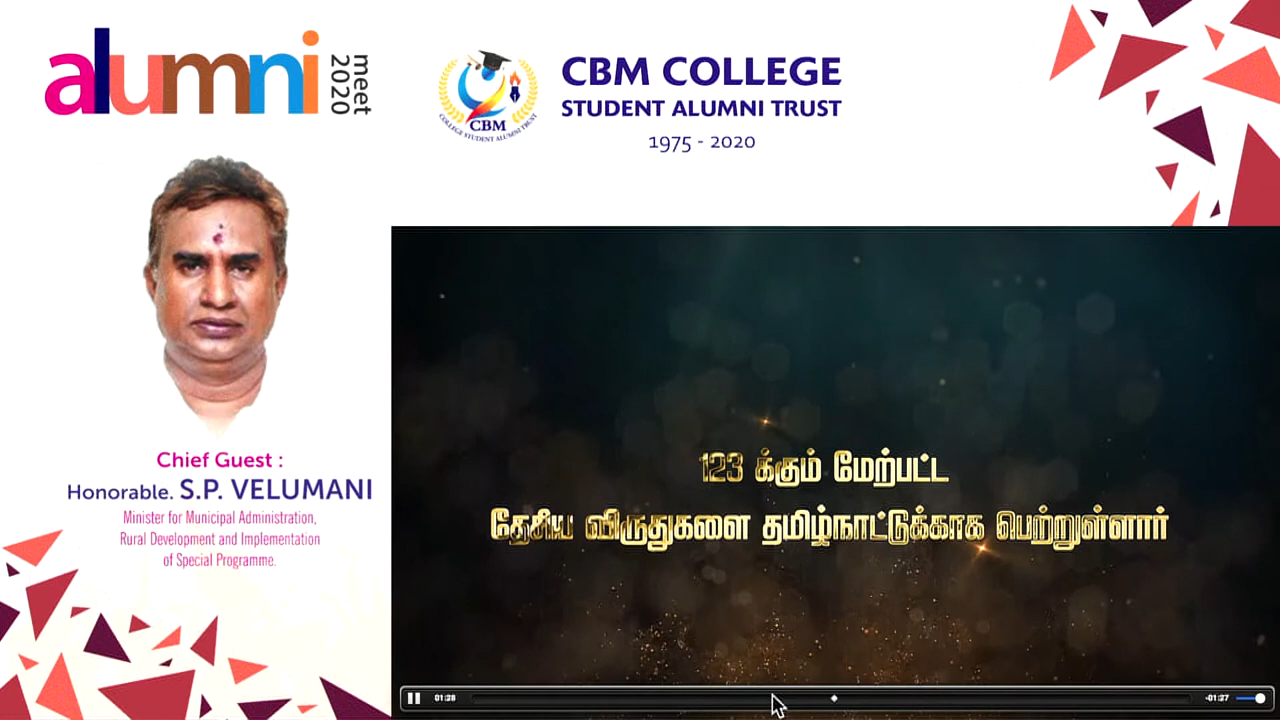 alumni
meet
2020
CBM
COLLEGE STUDENT ALUMNI TRUST
CBM COLLEGE
STUDENT ALUMNI TRUST
1975 - 2020
Chief Guest :
Honorable. S.P. VELUMANI
Minister for Municipal Administration,
Rural Development and Implementation
of Special Programme.
123 க்கும் மேற்பட்ட
தேசிய விருதுகளை தமிழ்நாட்டுக்காக பெற்றுள்ளார்
01:28
-01:27